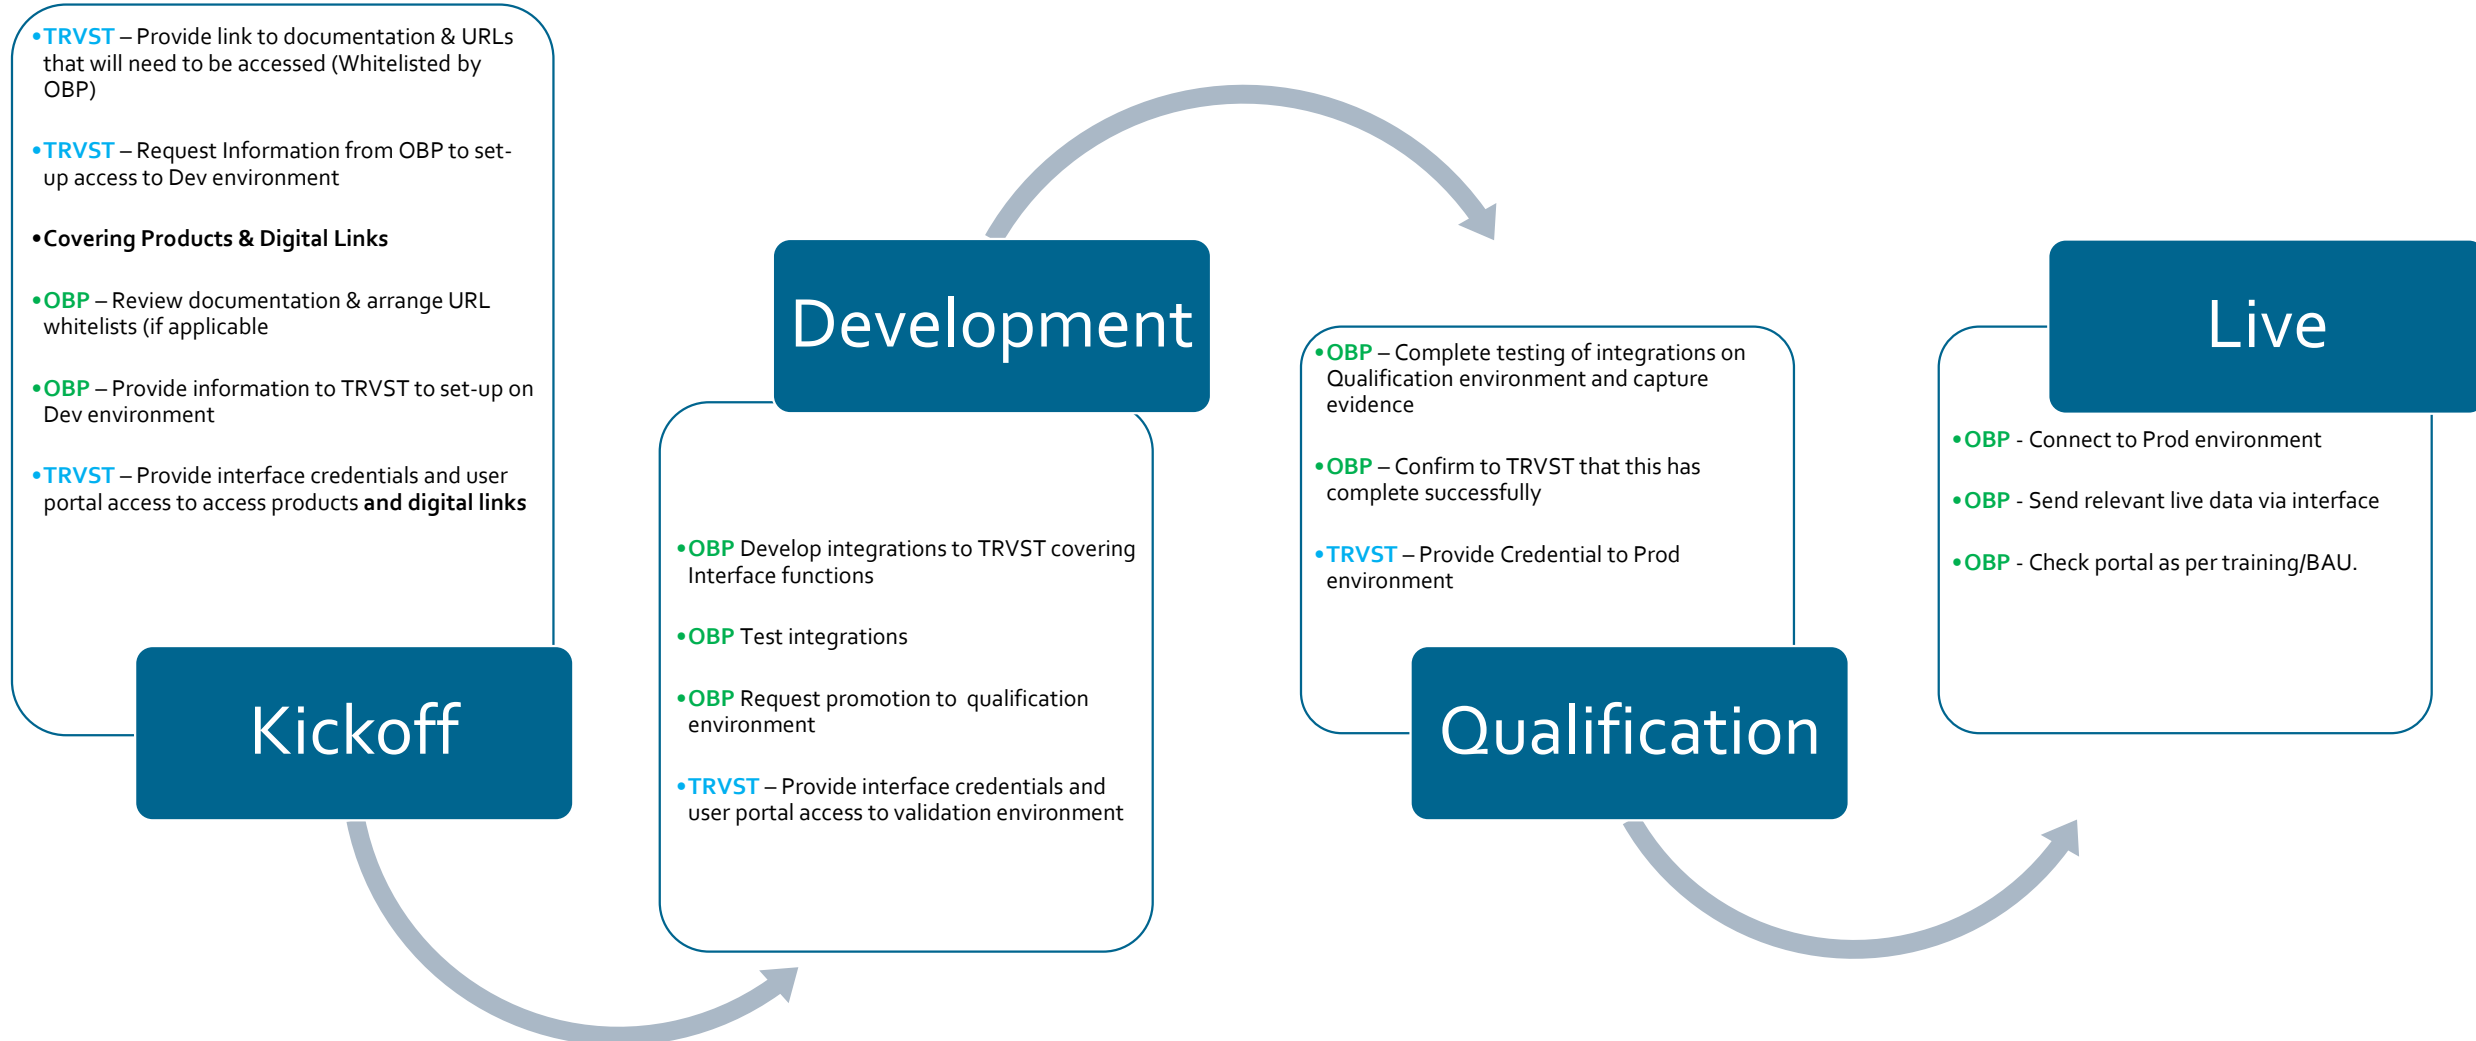 •TRVST – Provide link to documentation & URLs
that will need to be accessed (Whitelisted by
OBP)
•TRVST – Request Information from OBP to set-
up access to Dev environment
•Covering Products & Digital Links
•OBP – Review documentation & arrange URL
whitelists (if applicable
•OBP – Provide information to TRVST to set-up on
Dev environment
•TRVST – Provide interface credentials and user
portal access to access products and digital links
Kickoff
Development
•OBP Develop integrations to TRVST covering
Interface functions
•OBP Test integrations
•OBP Request promotion to  qualification
environment
•TRVST – Provide interface credentials and
user portal access to validation environment
•OBP – Complete testing of integrations on
Qualification environment and capture
evidence
•OBP – Confirm to TRVST that this has
complete successfully
•TRVST – Provide Credential to Prod
environment
Qualification
Live
•OBP - Connect to Prod environment
•OBP - Send relevant live data via interface
•OBP - Check portal as per training/BAU.